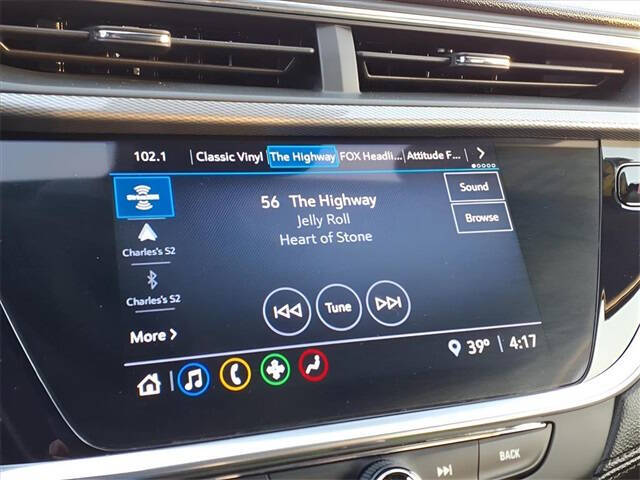 102.1 Classic Vinyl The Highway FOX Headli... Attitude F... >
SiriusXM
56 The Highway
Jelly Roll
Heart of Stone
Sound
Browse
Charles's S2
Charles's S2
Tune
More >
39° 4:17
BACK